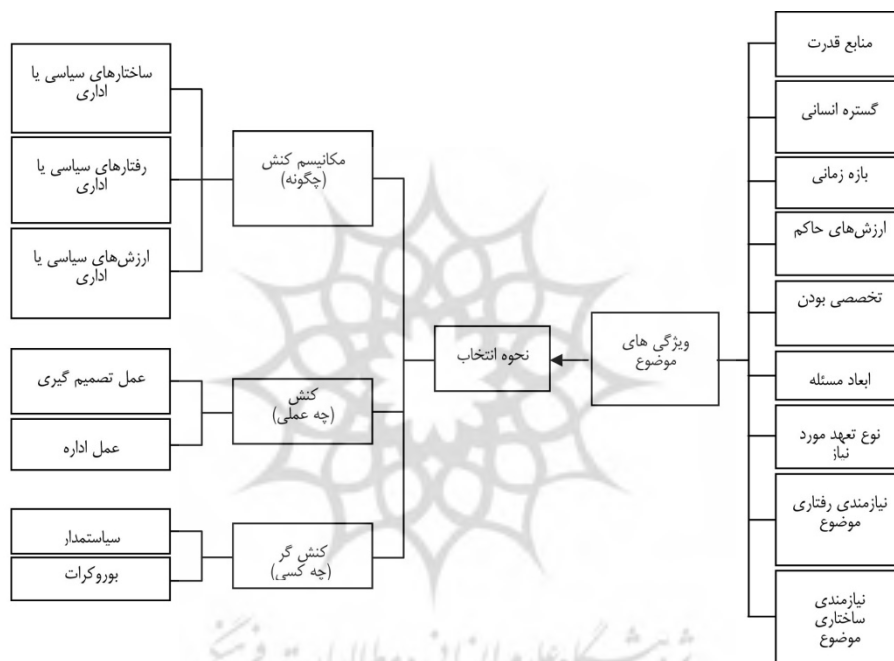 منابع قدرت
گستره انسانی
بازه زمانی
ارزش‌های حاکم
تخصصی بودن
ابعاد مسئله
نوع تعهد مورد
نیاز
نیازمندی رفتاری
موضوع
نیازمندی
ساختاری
موضوع
ویژگی های
موضوع
نحوه انتخاب
مکانیسم کنش
(چگونه)
کنش
(چه عملی)
کنش گر
(چه کسی)
ساختارهای سیاسی یا
اداری
رفتارهای سیاسی یا
اداری
ارزش‌های سیاسی یا
اداری
عمل تصمیم گیری
عمل اداره
سیاستمدار
بوروکرات